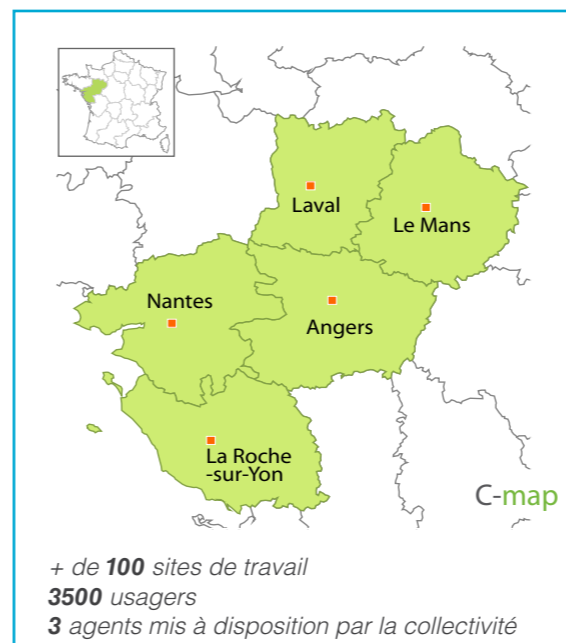 Laval
Le Mans
Nantes
Angers
La Roche
-sur-Yon
C-map
+ de 100 sites de travail
3500 usagers
3 agents mis à disposition par la collectivité